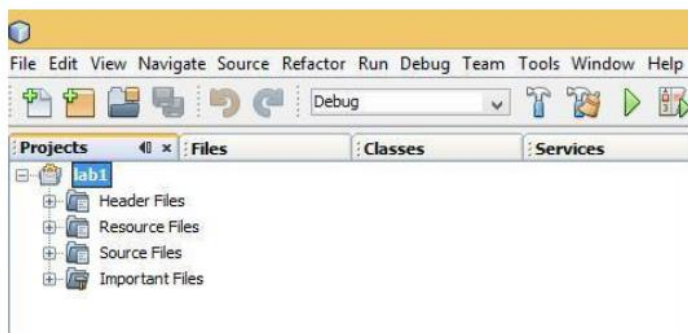 File Edit View Navigate Source Refactor Run Debug Team Tools Window Help
Debug
Projects Files Classes Services
lab1
Header Files
Resource Files
Source Files
Important Files